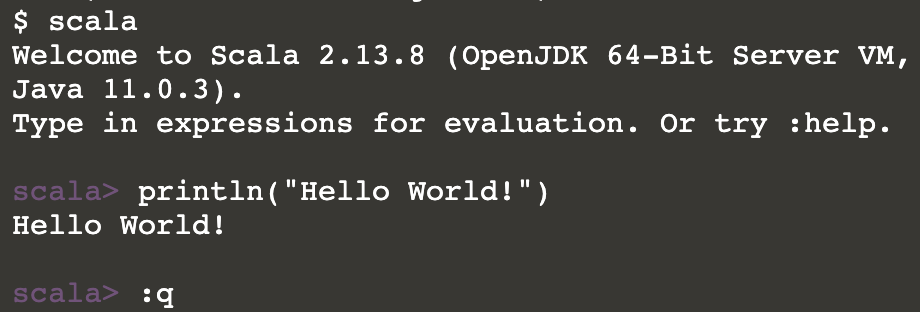 $ scala
Welcome to Scala 2.13.8 (OpenJDK 64-Bit Server VM,
Java 11.0.3).
Type in expressions for evaluation. Or try :help.
scala> println("Hello World!")
Hello World!
scala> :q